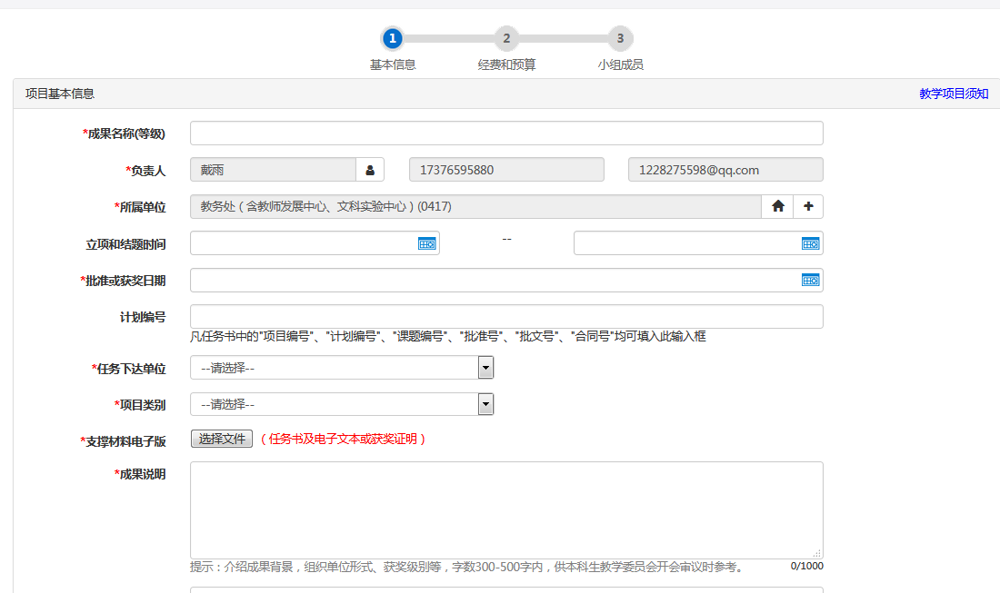 1 2 3
基本信息 经费和预算 小组成员
项目基本信息 教学项目须知
*成果名称(等级)
*负责人 戴雨 17376595880 1228275598@qq.com
*所属单位 教务处（含教师发展中心、文科实验中心）(0417)
立项和结题时间 --
*批准或获奖日期
计划编号
凡任务书中的"项目编号"、"计划编号"、"课题编号"、"批准号"、"批文号"、"合同号"均可填入此输入框
*任务下达单位 --请选择--
*项目类别 --请选择--
*支撑材料电子版 选择文件 （任务书及电子文本或获奖证明）
*成果说明
提示：介绍成果背景，组织单位形式、获奖级别等，字数300-500字内，供本科生教学委员会开会审议时参考。 0/1000